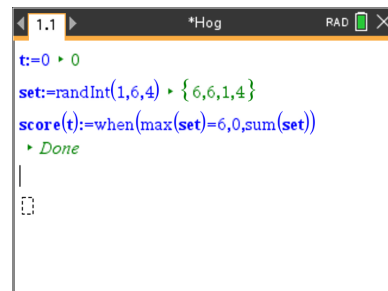 1.1 *Hog RAD
t:=0 ▸ 0
set:=randInt(1,6,4) ▸ {6,6,1,4}
score(t):=when(max(set)=6,0,sum(set))
▸ Done